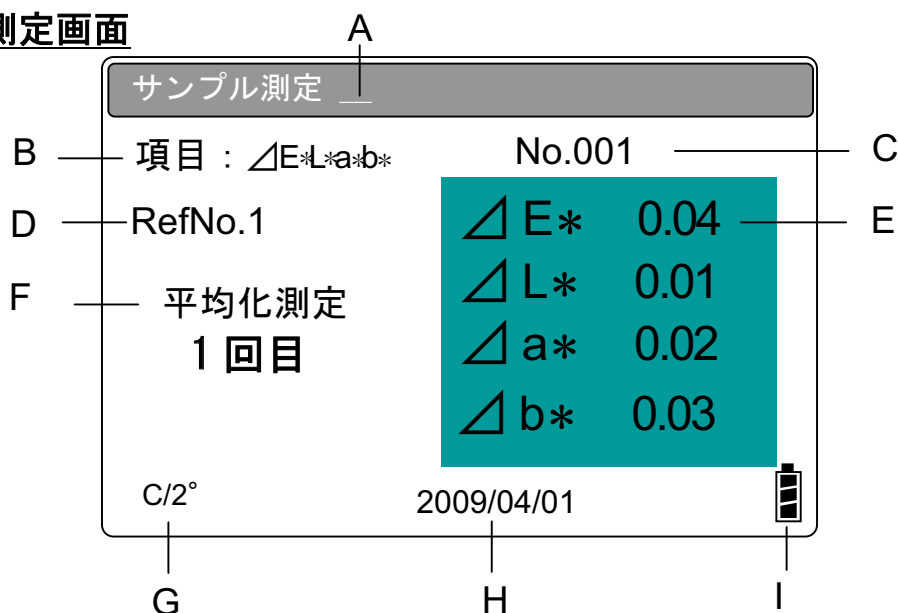 測定画面
A
サンプル測定 __
B 項目：⊿E*L*a*b* No.001 C
D RefNo.1 ⊿E* 0.04 E
⊿L* 0.01
F 平均化測定
1回目 ⊿a* 0.02
⊿b* 0.03
C/2° 2009/04/01
G H I